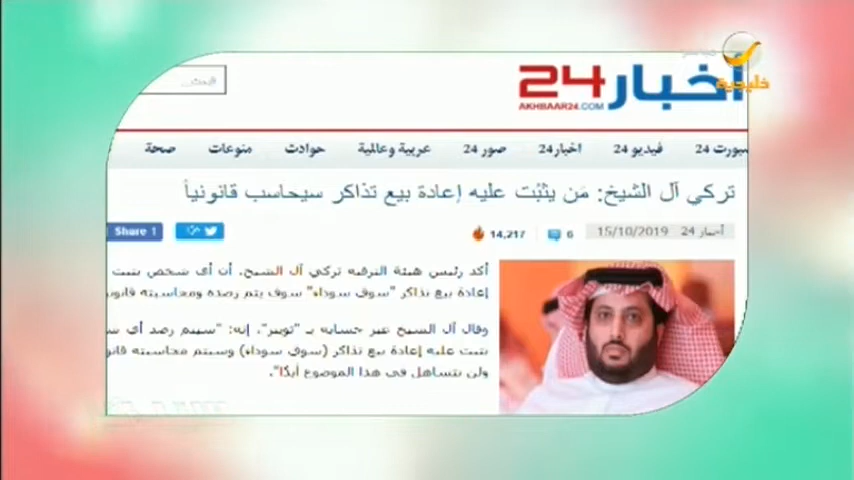 خليجية
البحث...
أخبار 24
AKHBAAR24.COM
سبورت 24 فيديو 24 أخبار24 صور 24 عربية وعالمية حوادث منوعات صحة
تركي آل الشيخ: مَن يثبُت عليه إعادة بيع تذاكر سيحاسب قانونياً
أخبار 24 15/10/2019 6 14,217
Share 1
أكد رئيس هيئة الترفيه تركي آل الشيخ، أن أي شخص يثبت
إعادة بيع تذاكر "سوق سوداء" سوف يتم رصده ومحاسبته
وقال آل الشيخ عبر حسابه بـ "تويتر"، إنه: "سيتم رصد أي
يثبت عليه إعادة بيع تذاكر (سوق سوداء) وسيتم محاسبته
ولن نتساهل في هذا الموضوع أبدًا".